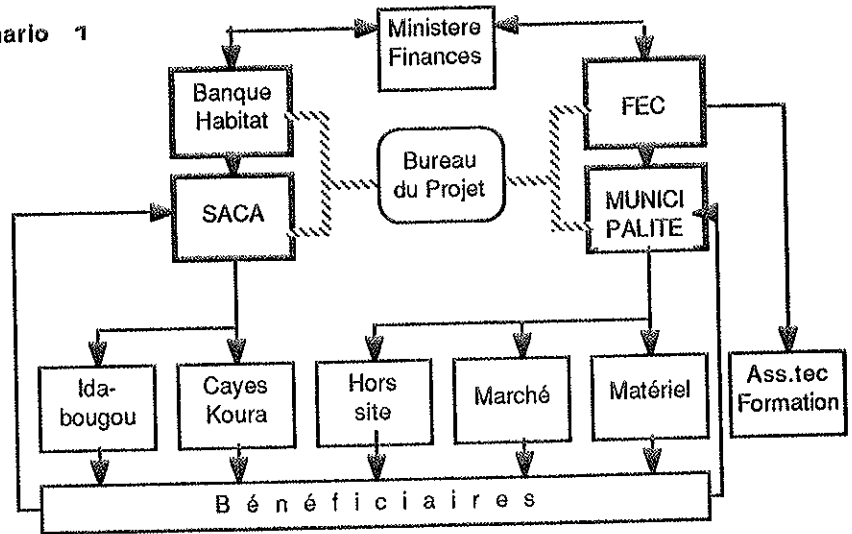 nario 1
Ministere
Finances
Banque
Habitat
FEC
Bureau
du Projet
SACA
MUNICI
PALITE
Ida-
bougou
Cayes
Koura
Hors
site
Marché
Matériel
Ass.tec
Formation
Bénéficiaires